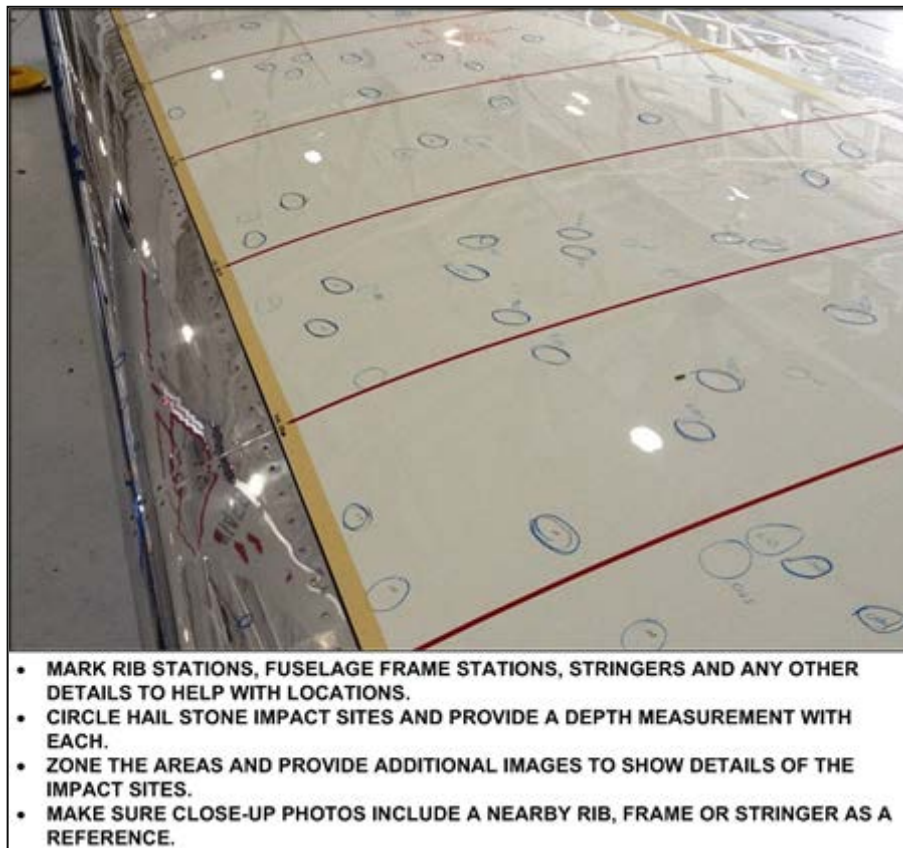 • MARK RIB STATIONS, FUSELAGE FRAME STATIONS, STRINGERS AND ANY OTHER
DETAILS TO HELP WITH LOCATIONS.
• CIRCLE HAIL STONE IMPACT SITES AND PROVIDE A DEPTH MEASUREMENT WITH
EACH.
• ZONE THE AREAS AND PROVIDE ADDITIONAL IMAGES TO SHOW DETAILS OF THE
IMPACT SITES.
• MAKE SURE CLOSE-UP PHOTOS INCLUDE A NEARBY RIB, FRAME OR STRINGER AS A
REFERENCE.